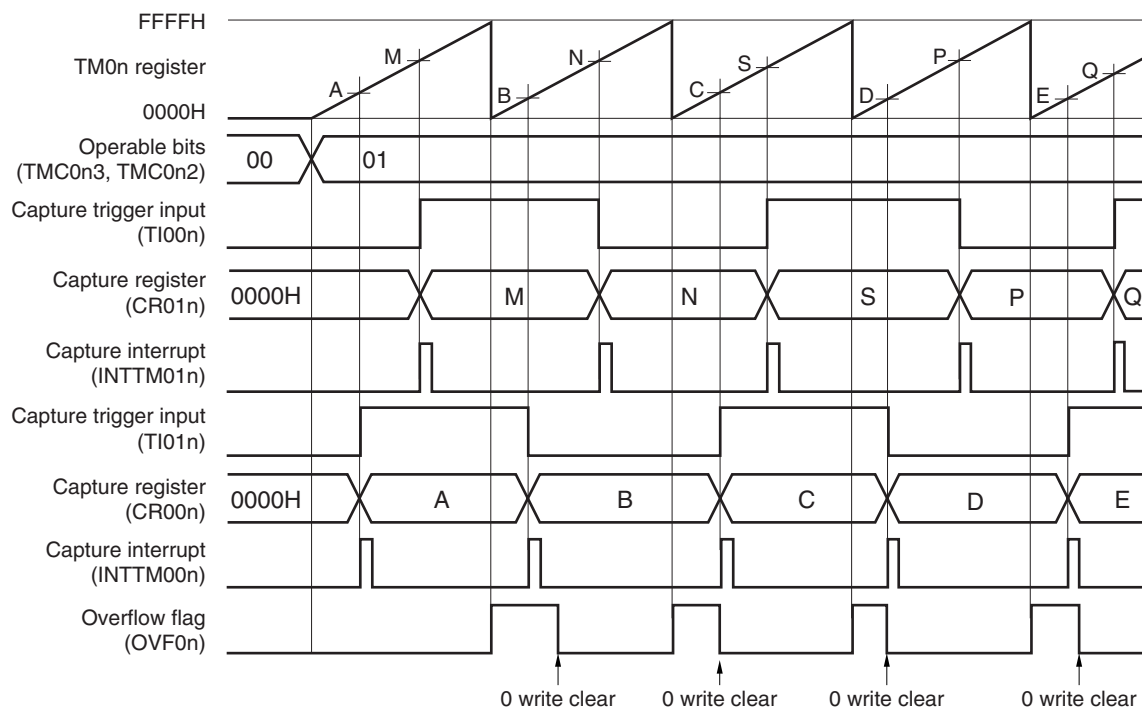 FFFFH
TM0n register
0000H
A M B N C S D P E Q
Operable bits
(TMC0n3, TMC0n2)
00 01
Capture trigger input
(TI00n)
Capture register
(CR01n)
0000H M N S P Q
Capture interrupt
(INTTM01n)
Capture trigger input
(TI01n)
Capture register
(CR00n)
0000H A B C D E
Capture interrupt
(INTTM00n)
Overflow flag
(OVF0n)
0 write clear 0 write clear 0 write clear 0 write clear